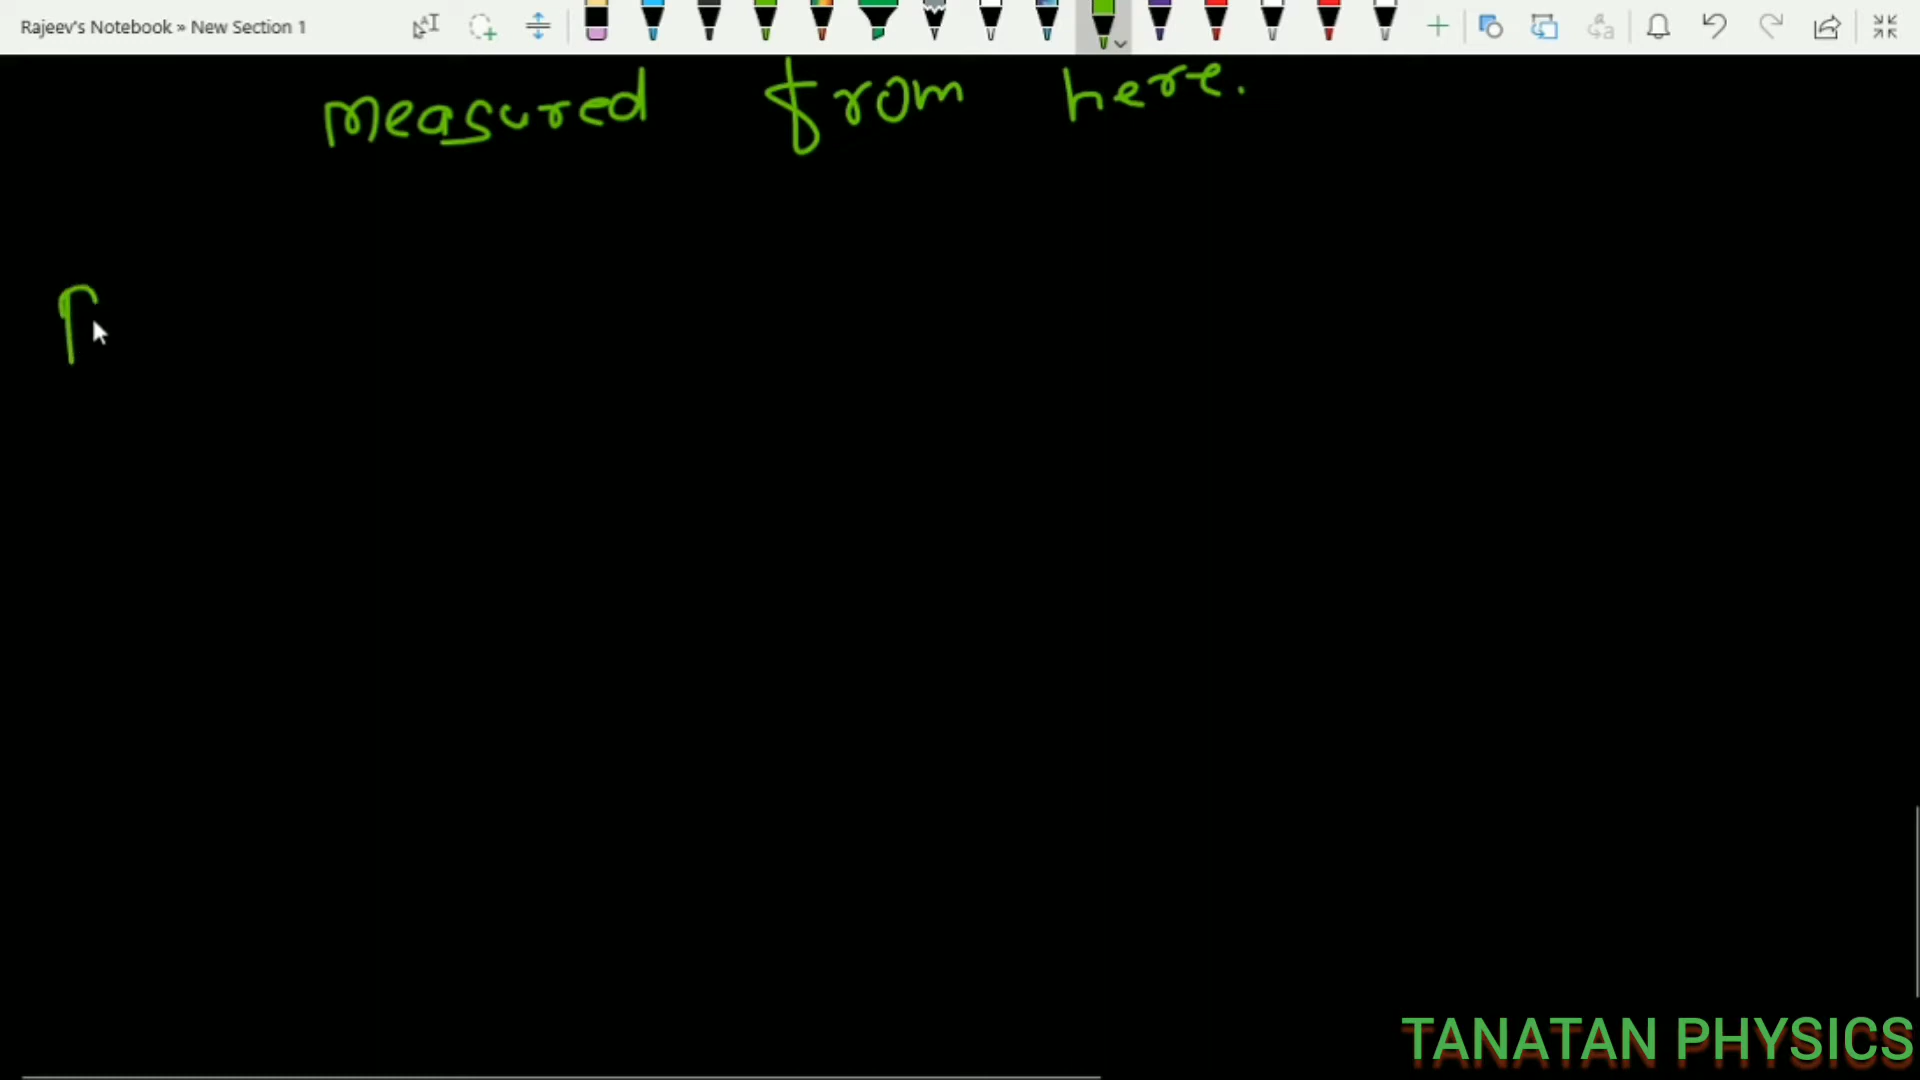 Rajeev's Notebook » New Section 1
measured from here.
TANATAN PHYSICS